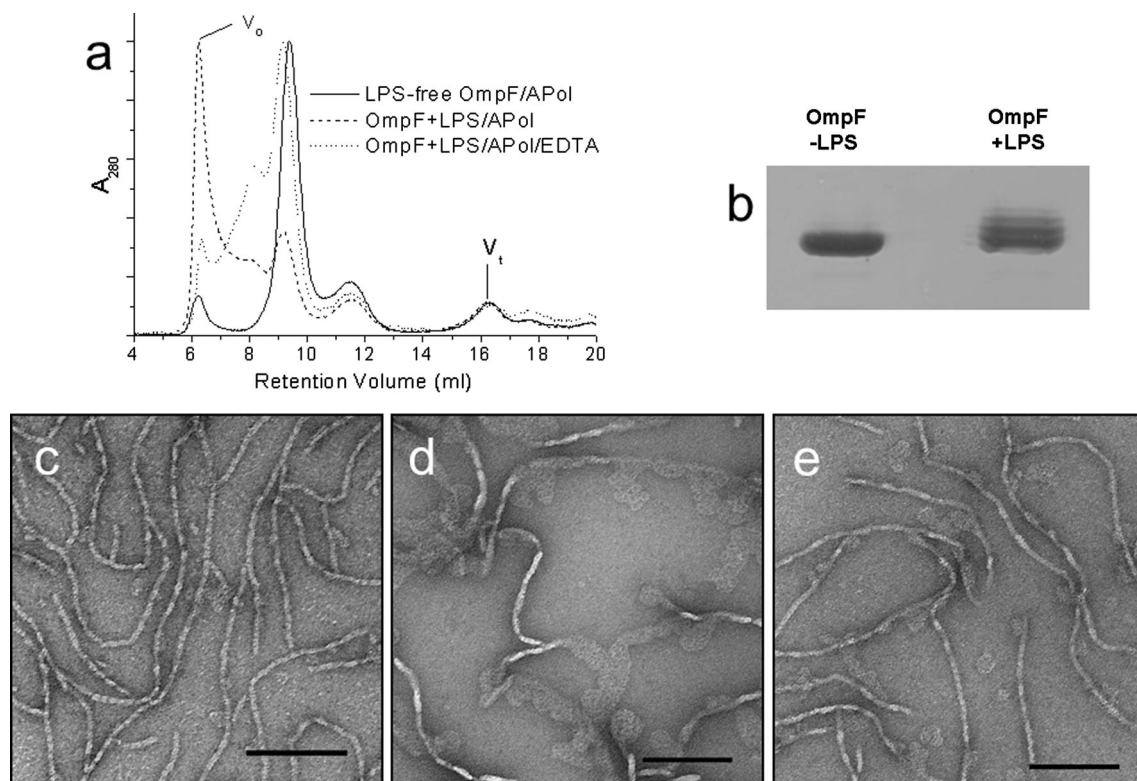 a
V₀
LPS-free OmpF/APol
OmpF+LPS/APol
OmpF+LPS/APol/EDTA
A₂₈₀
Vₜ
4 6 8 10 12 14 16 18 20
Retention Volume (ml)
b
OmpF
-LPS
OmpF
+LPS
c
d
e